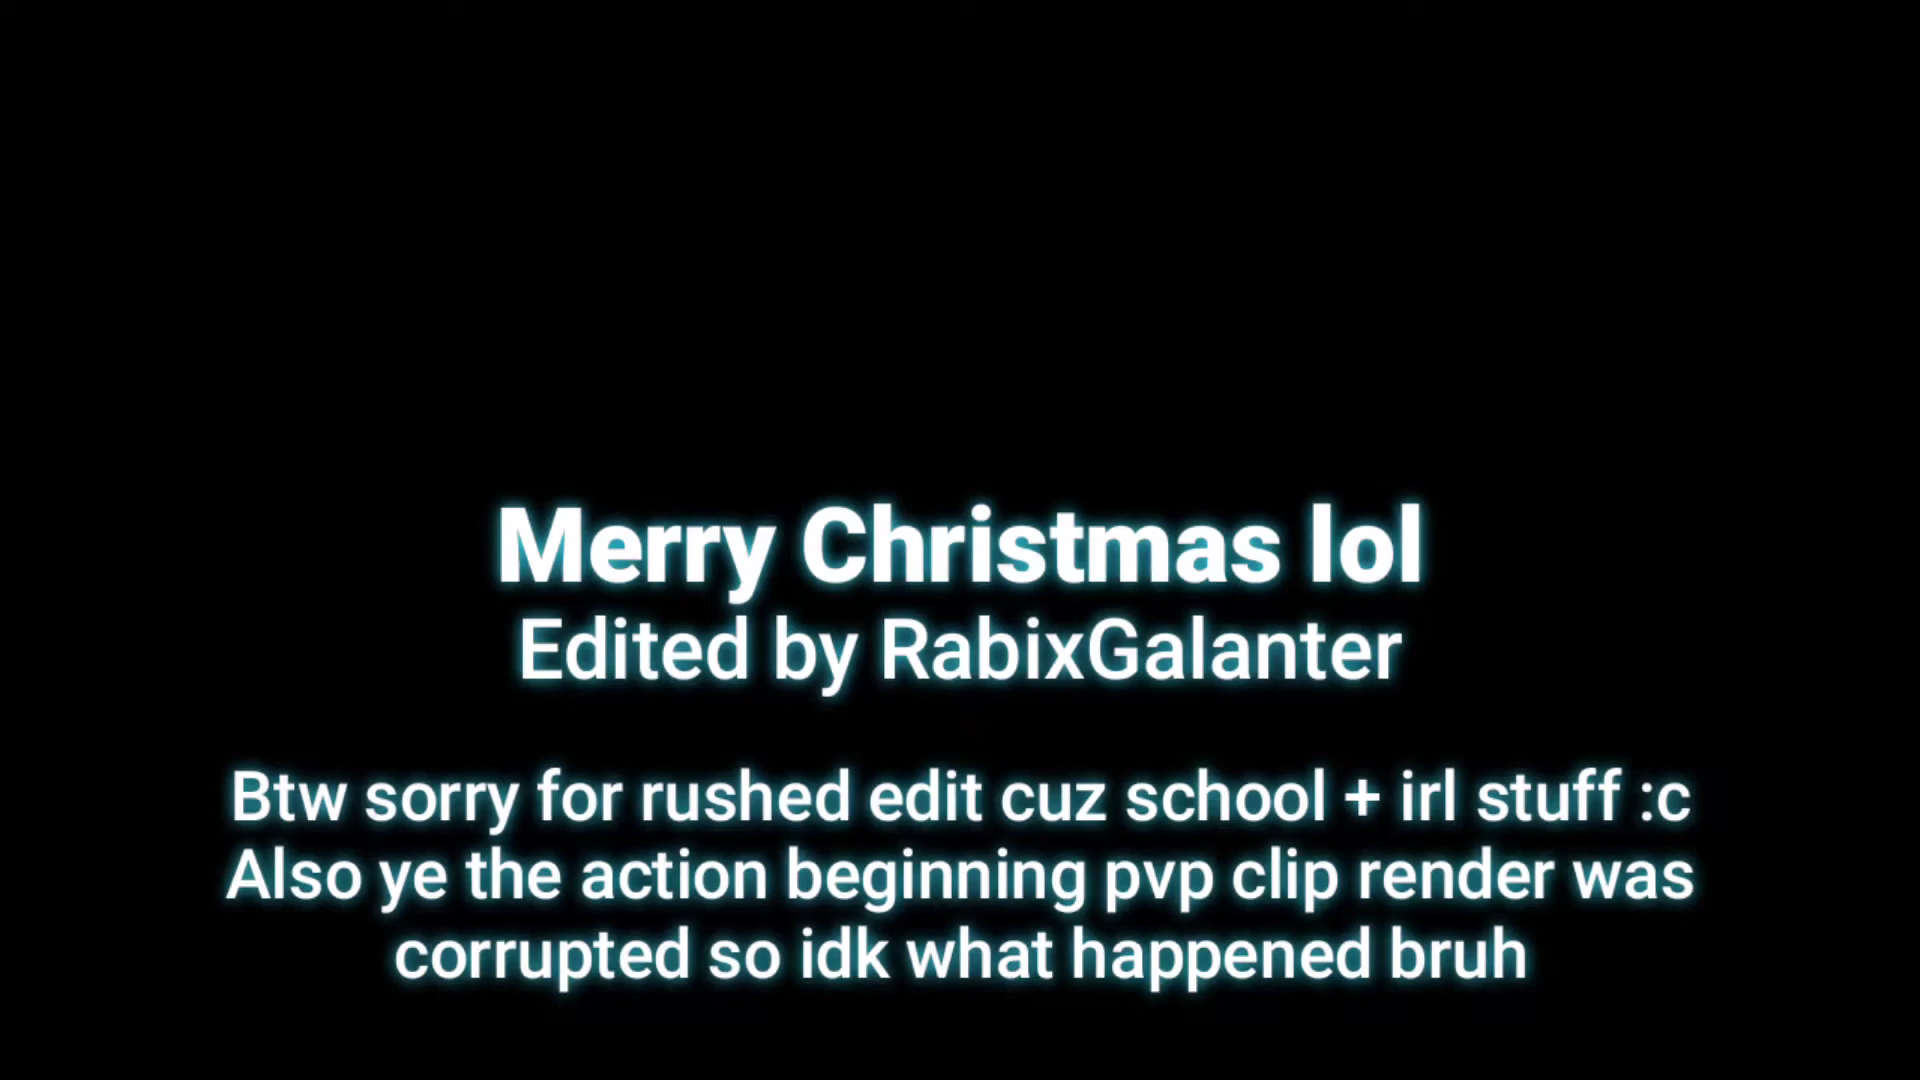 Merry Christmas lol
Edited by RabixGalanter
Btw sorry for rushed edit cuz school + irl stuff :c
Also ye the action beginning pvp clip render was
corrupted so idk what happened bruh